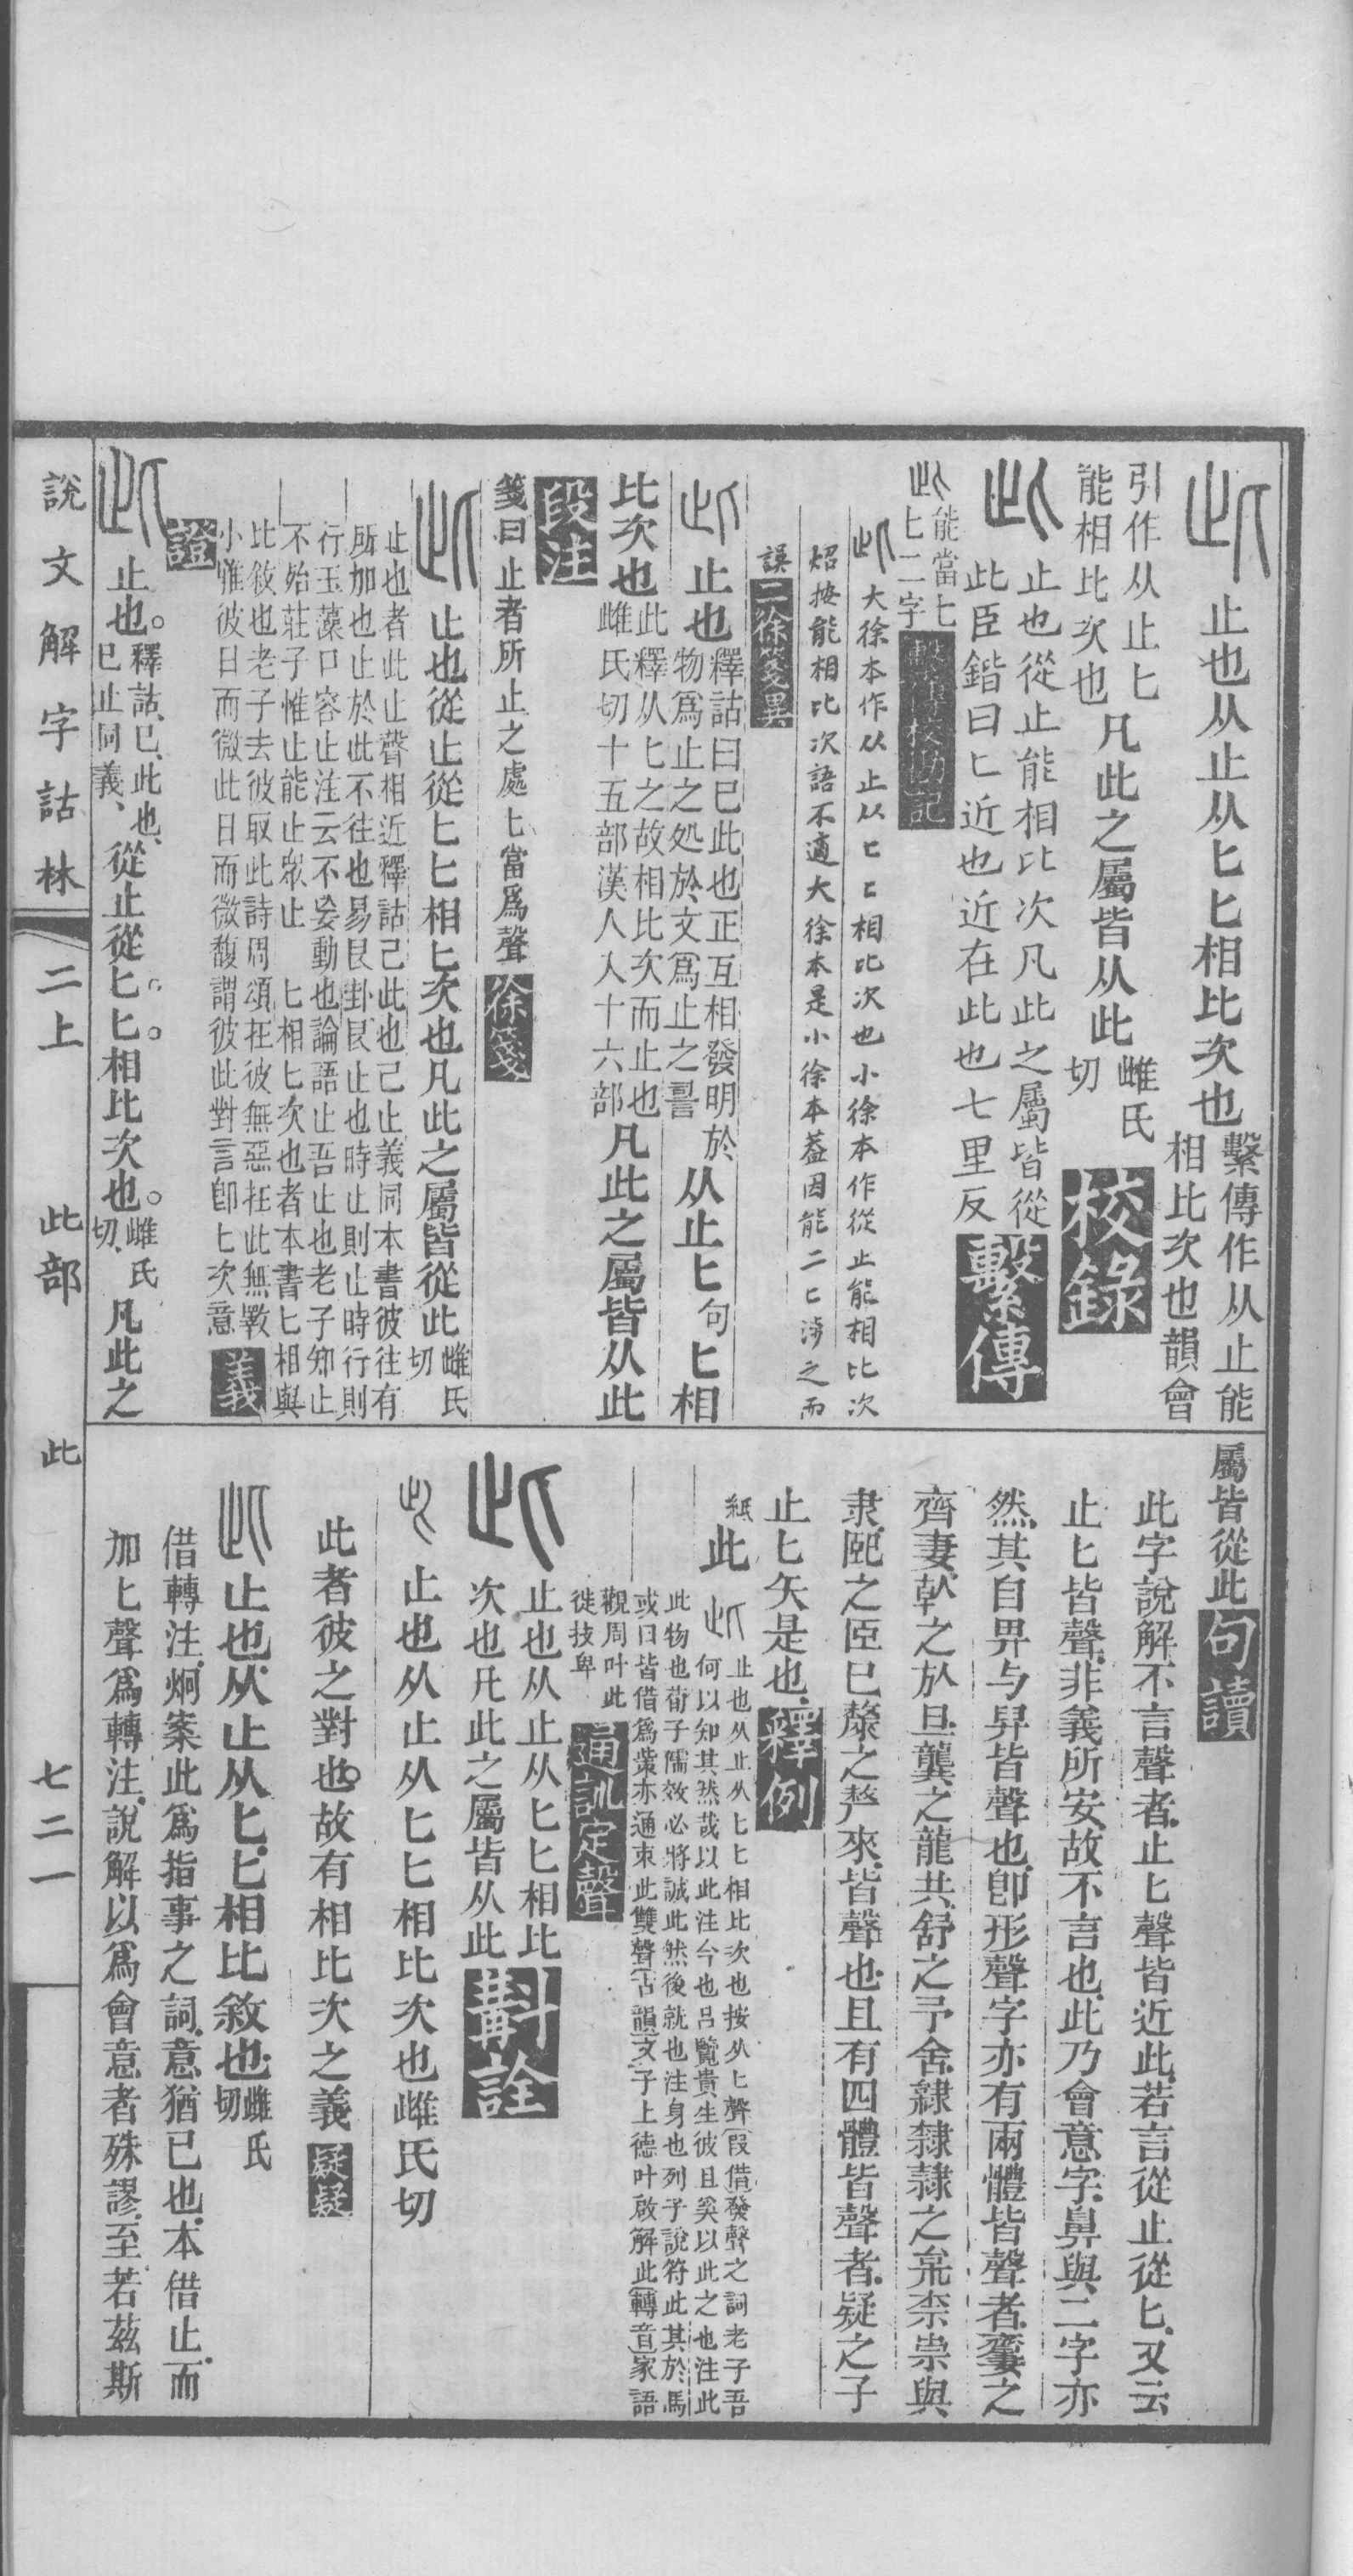 止也从止从匕匕相比次也繫傳作从止能
相比次也韻會
引作从止匕
能相比次也凡此之屬皆从此雌氏
切校錄
止也從止能相比次凡此之屬皆從
此臣鍇曰匕近也近在此也七里反繫傳
能當七
匕二字繫傳校勘記
大徐本作从止从匕匕相比次也小徐本作從止能相比次
炤按能相比次語不適大徐本是小徐本蓋因能二匕涉之而
誤二徐箋異
止也釋詁曰已此也正互相發明於
物爲止之処於文爲止之䛐从止匕句匕相
比次也此釋从匕之故相比次而止也
雌氏切十五部漢人入十六部凡此之屬皆从此
段注
箋曰止者所止之處匕當爲聲徐箋
止也從止從匕匕相匕次也凡此之屬皆從此雌氏
切
止也者此止聲相近釋詁已此也已止義同本書彼往有
所加也止於此不往也易艮卦艮止也時止則止時行則
行玉藻口容止注云不妄動也論語止吾止也老子知止
不殆莊子惟止能止眾止 匕相匕次也者本書匕相與
比敘也老子去彼取此詩周頌在彼無惡在此無斁
小雅彼日而微此日而微馥謂彼此對言卽匕次意義
證
止也。釋詁、已、此也、
已止同義、從止從匕。匕相比次也。雌氏
切、凡此之
屬皆從此句讀
此字說解不言聲者、止匕聲皆近此、若言從止從匕、又云
止匕皆聲、非義所安、故不言也、此乃會意字、鼻與二字亦
然、其自畀与舁皆聲也、卽形聲字亦有兩體皆聲者、之
齊妻、之㫃旦、龔之龍共、舒之予舍、隸之柰祟與
隶、熙之巸巳、之來、皆聲也、且有四體皆聲者、疑之子
止匕矢是也、釋例
紙此 止也从止从匕匕相比次也按从匕聲〔叚借〕發聲之詞老子吾
何以知其然哉以此注今也呂覽貴生彼且奚以此之也注此
此物也荀子儒效必將誠此然後就也注身也列子說符此其於馬
或曰皆借爲亦通束此雙聲〔古韻〕文子上德叶啟解此〔轉音〕家語
觀周叶此
徙技卑通訓定聲
止也从止从匕匕相比
次也凡此之屬皆从此斠詮
止也从止从匕匕相比次也雌氏切
此者彼之對也故有相比次之義疑疑
止也、从止从匕、匕、相比敘也、雌氏
切
借轉注、炯案此爲指事之詞、意猶已也、本借止、而
加匕聲爲轉注、說解以爲會意者殊謬、至若茲斯
說文解字詁林
二上
此部
此
七二一